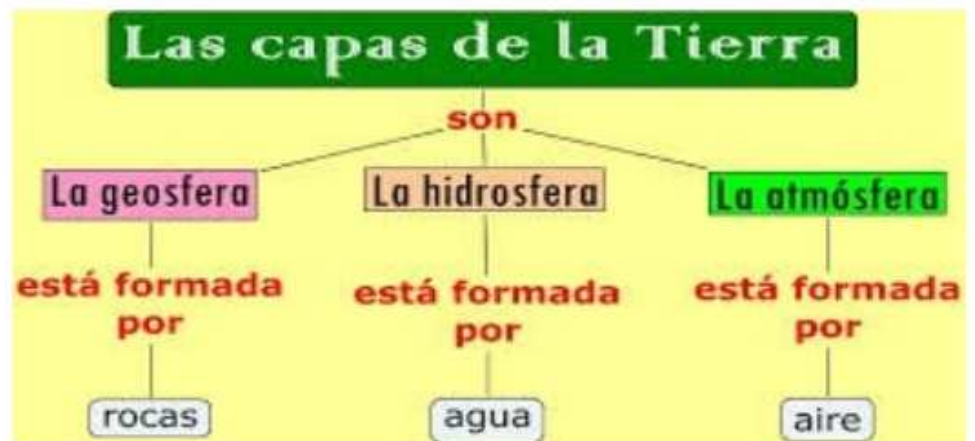 Las capas de la Tierra
son
La geosfera
La hidrosfera
La atmósfera
está formada
por
está formada
por
está formada
por
rocas
agua
aire